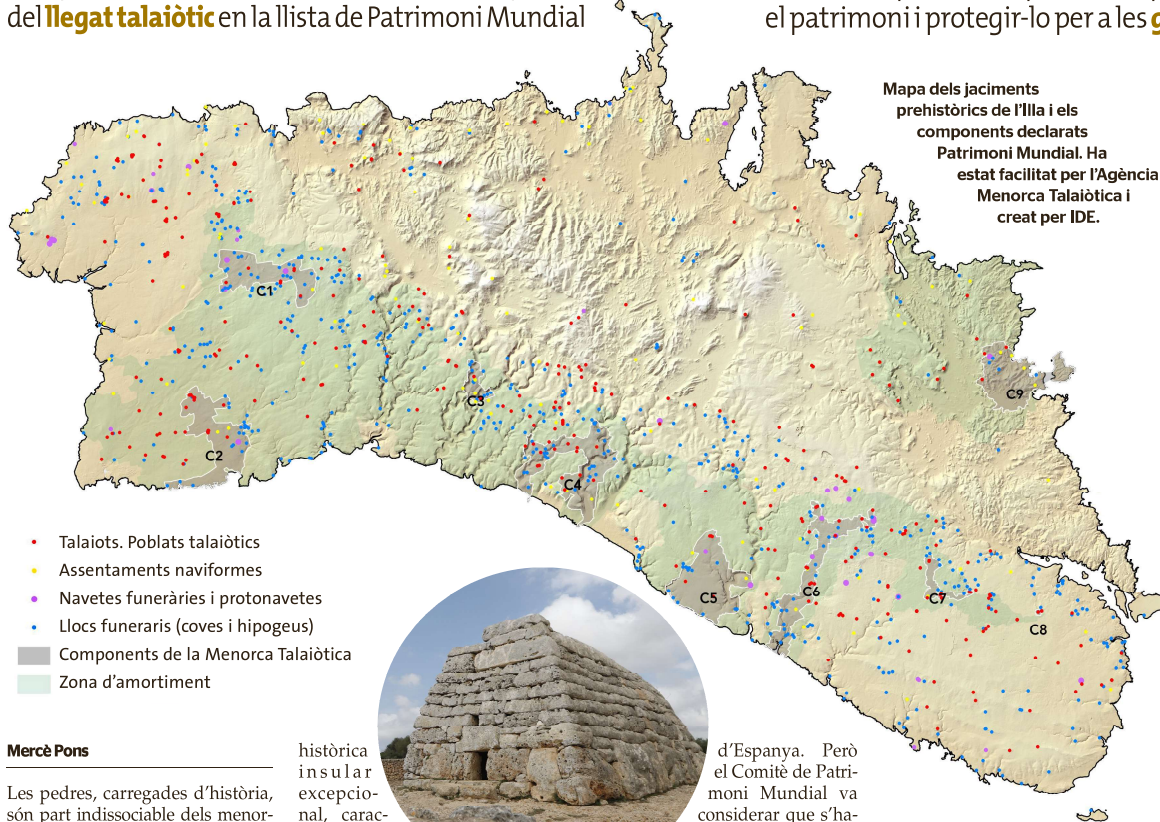 del llegat talaiòtic en la llista de Patrimoni Mundial
el patrimoni i protegir-lo per a les
Mapa dels jaciments
prehistòrics de l'Illa i els
components declarats
Patrimoni Mundial. Ha
estat facilitat per l'Agència
Menorca Talaiòtica i
creat per IDE.
C1
C2
C3
C4
C5
C6
C7
C8
C9
Talaiots. Poblats talaiòtics
Assentaments naviformes
Navetes funeràries i protonavetes
Llocs funeraris (coves i hipogeus)
Components de la Menorca Talaiòtica
Zona d'amortiment
Mercè Pons
Les pedres, carregades d'història,
són part indissociable dels menor-
històrica
insular
excepcio-
nal, carac-
d'Espanya. Però
el Comitè de Patri-
moni Mundial va
considerar que s'ha-